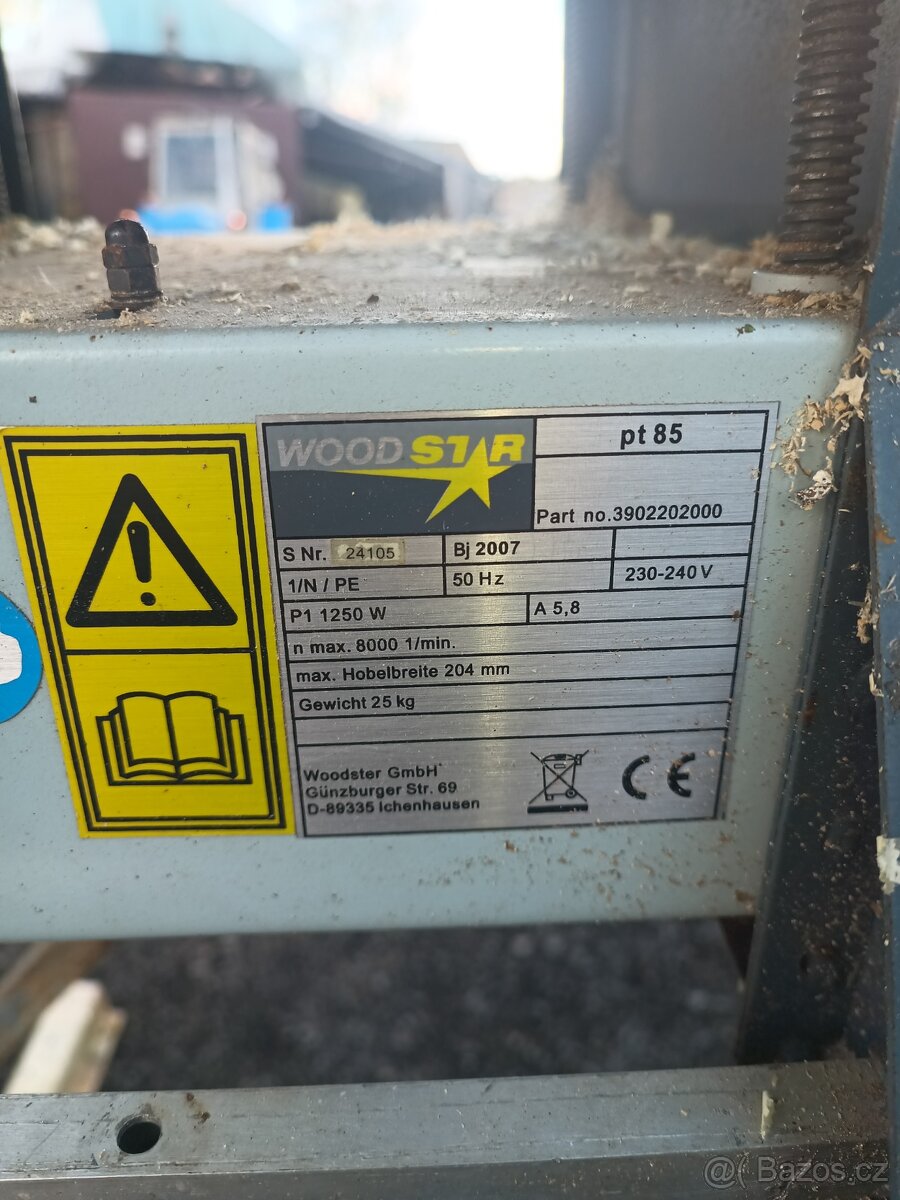 WOODSTAR
pt 85
Part no.3902202000
S Nr. 24105
Bj 2007
1/N / PE
50 Hz
230-240 V
P1 1250 W
A 5,8
n max. 8000 1/min.
max. Hobelbreite 204 mm
Gewicht 25 kg
Woodster GmbH
Günzburger Str. 69
D-89335 Ichenhausen
CE
@ Bazos.cz